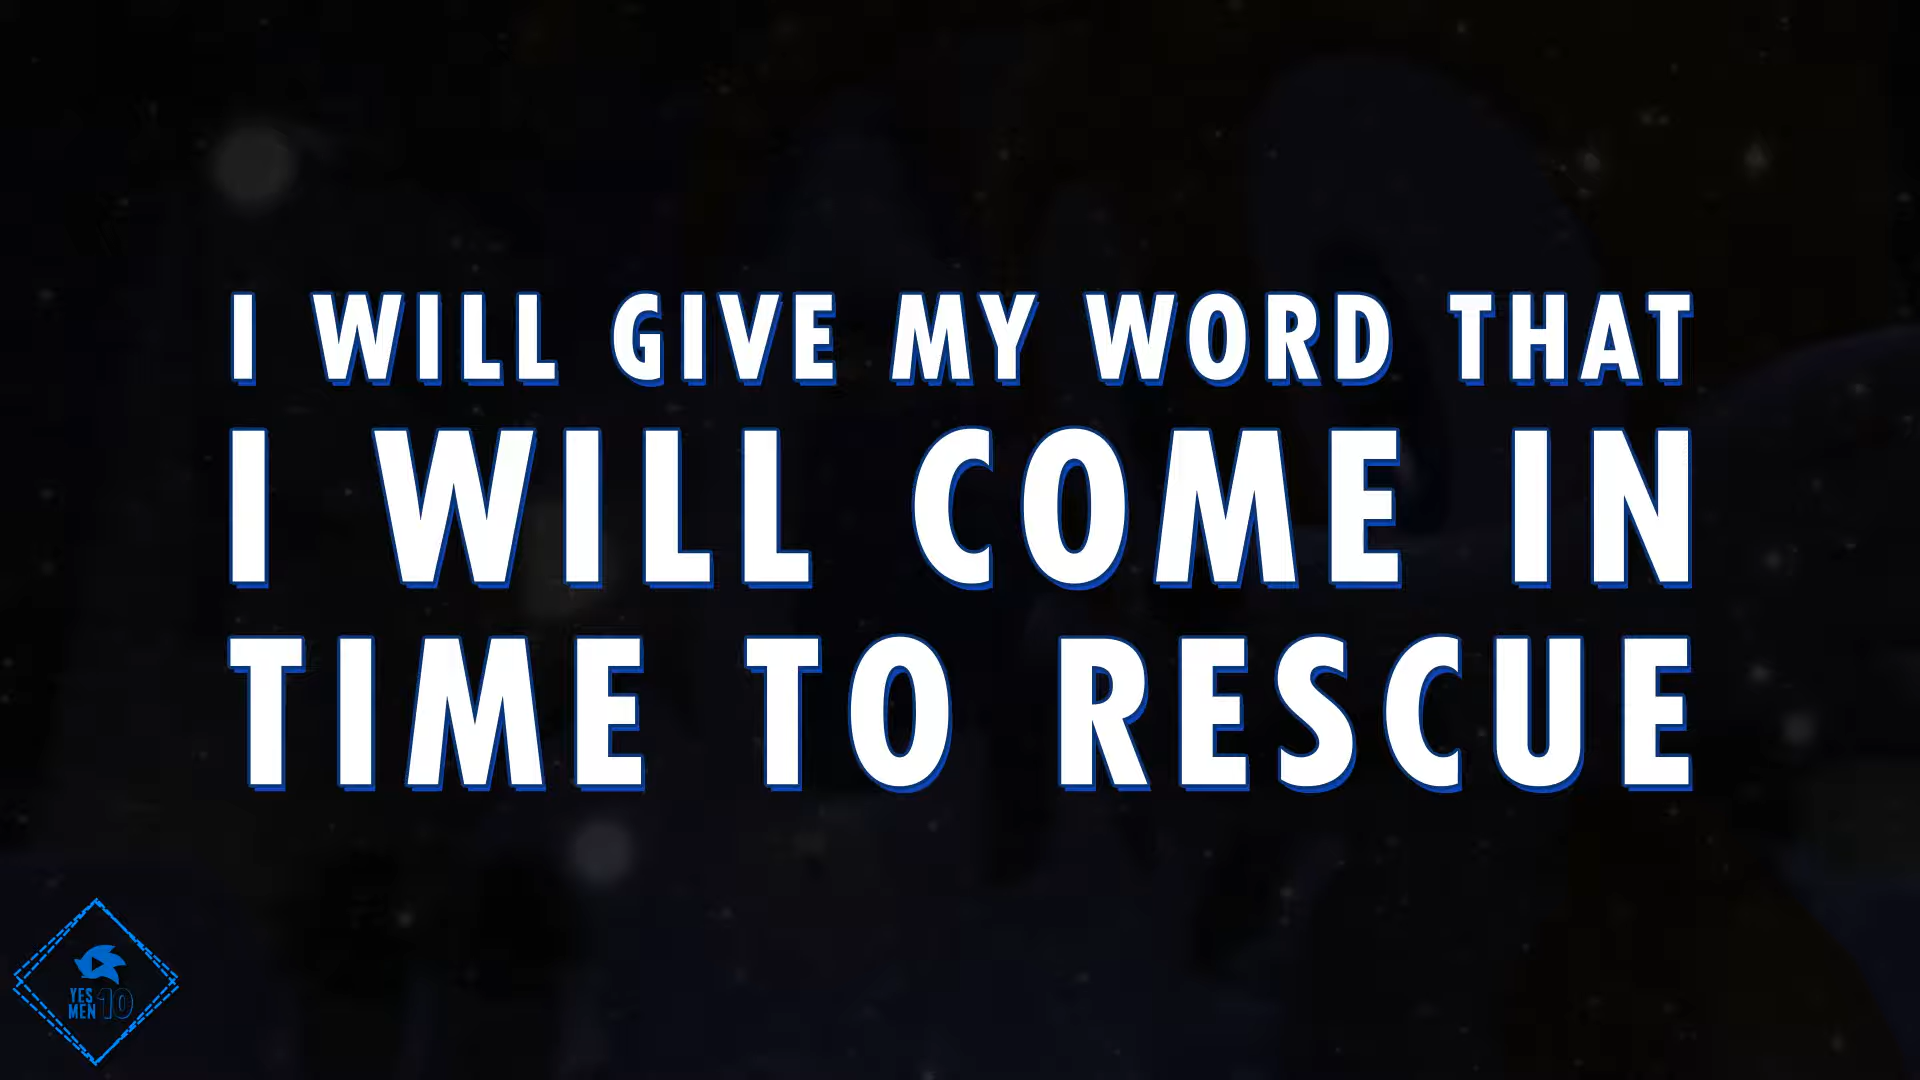 I WILL GIVE MY WORD THAT
I WILL COME IN
TIME TO RESCUE
YES
MEN 10